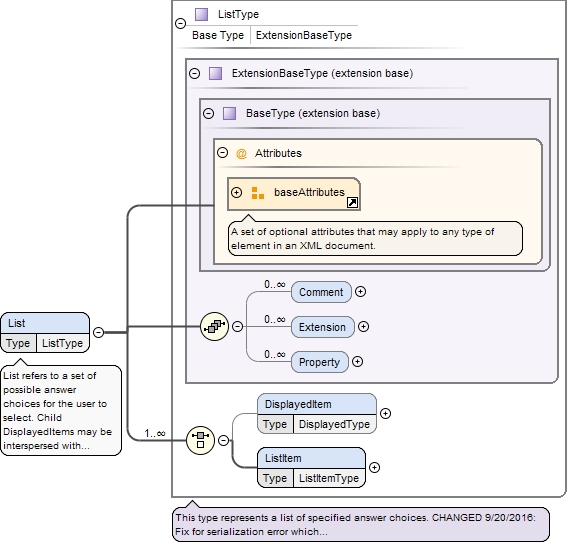 ListType
Base Type ExtensionBaseType
ExtensionBaseType (extension base)
BaseType (extension base)
@ Attributes
baseAttributes
A set of optional attributes that may apply to any type of
element in an XML document.
0..∞
Comment
0..∞
Extension
0..∞
Property
List
Type ListType
List refers to a set of
possible answer
choices for the user to
select. Child
DisplayedItems may be
interspersed with...
1..∞
DisplayedItem
Type DisplayedType
ListItem
Type ListItemType
This type represents a list of specified answer choices. CHANGED 9/20/2016:
Fix for serialization error which...